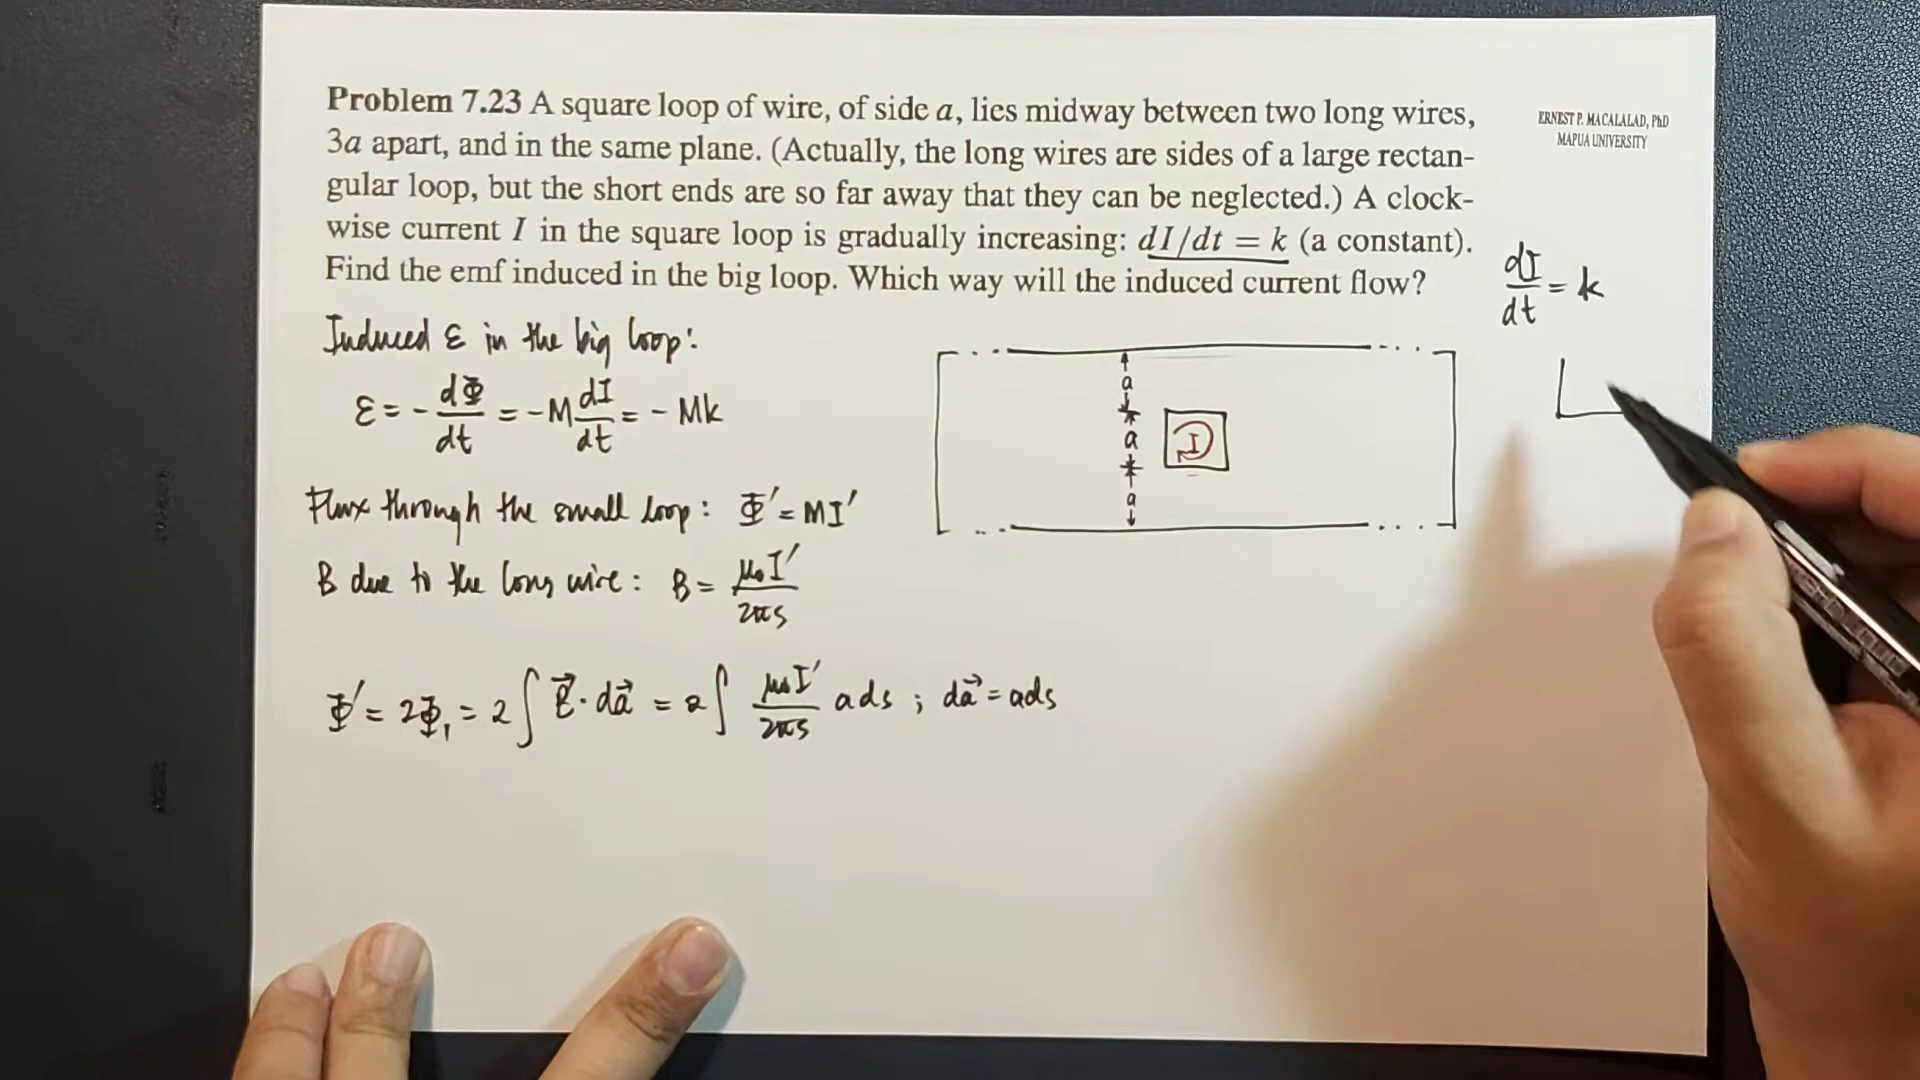 Problem 7.23 A square loop of wire, of side a, lies midway between two long wires,
3a apart, and in the same plane. (Actually, the long wires are sides of a large rectan-
gular loop, but the short ends are so far away that they can be neglected.) A clock-
wise current I in the square loop is gradually increasing: dI/dt = k (a constant).
Find the emf induced in the big loop. Which way will the induced current flow?
ERNEST P. MACALALAD, PhD
MAPUA UNIVERSITY
dI/dt = k
Induced ε in the big loop:
ε = - dΦ/dt = -M dI/dt = - Mk
a
a
I
a
Flux through the small loop: Φ' = MI'
B due to the long wire: B = μ₀I'/2πs
Φ' = 2Φ₁ = 2∫B⃗·da⃗ = 2∫ μ₀I'/2πs ads ; da⃗ = ads